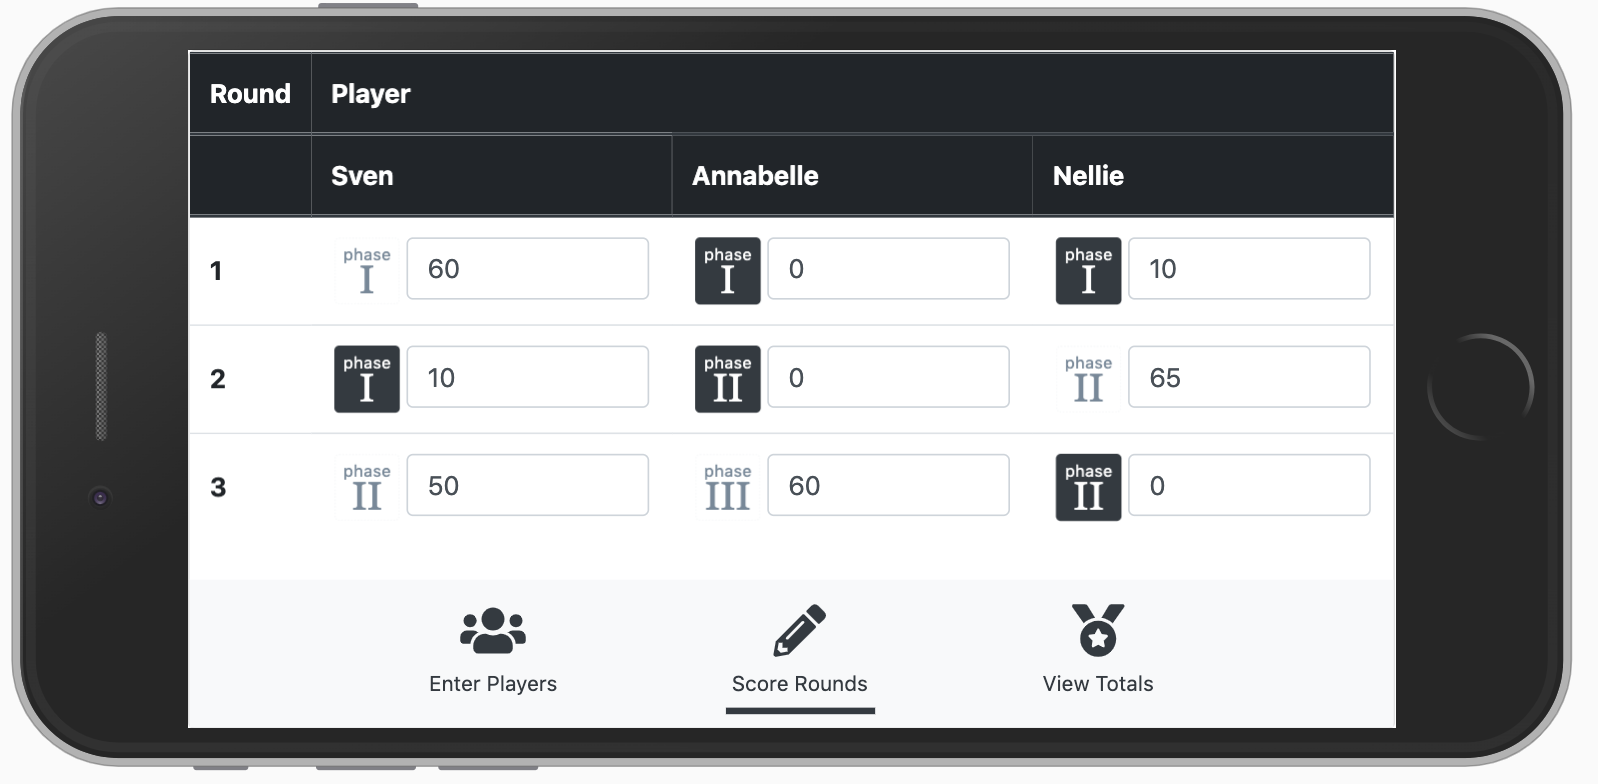 Round Player
Sven Annabelle Nellie
1 phase I 60 phase I 0 phase I 10
2 phase I 10 phase II 0 phase II 65
3 phase II 50 phase III 60 phase II 0
Enter Players Score Rounds View Totals